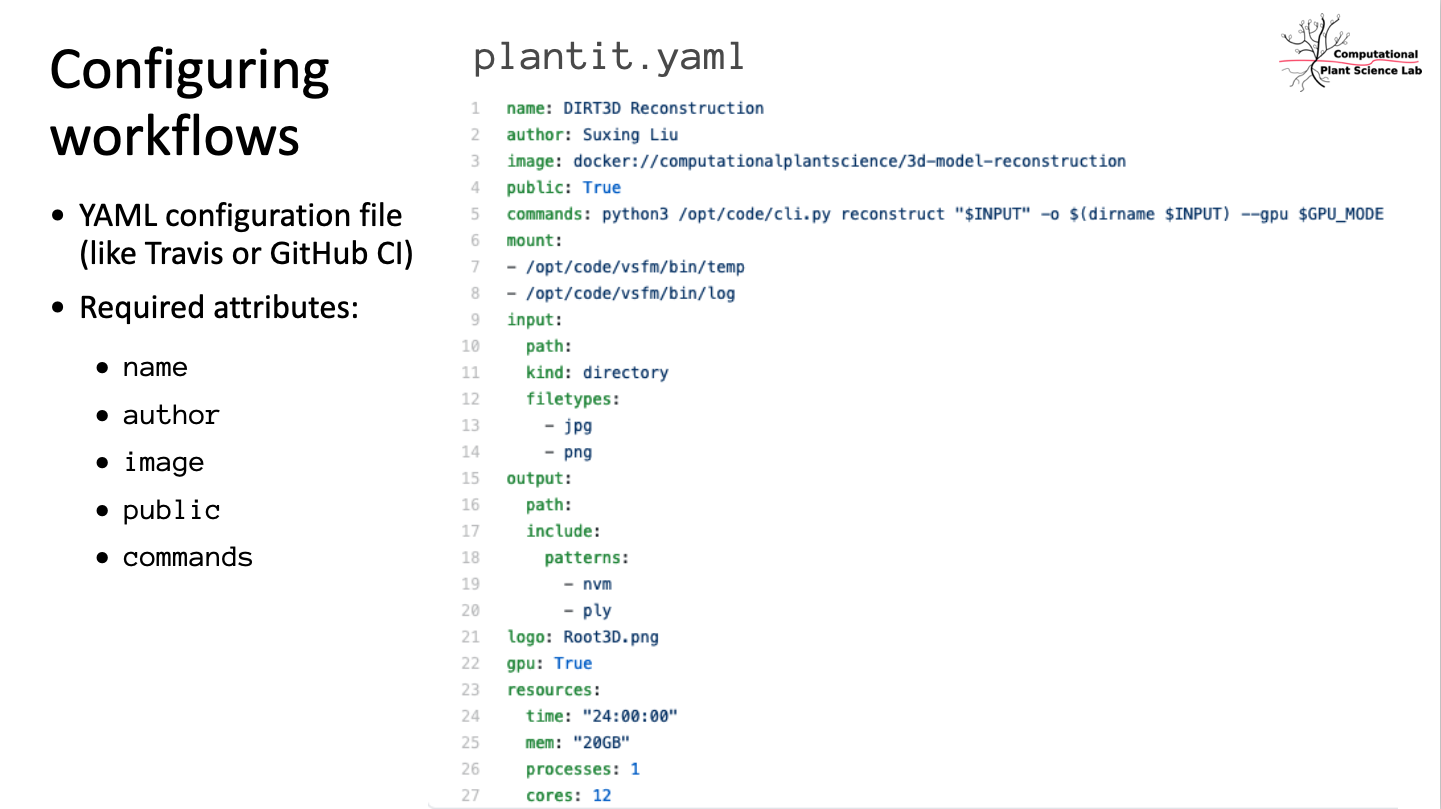 Configuring
workflows
• YAML configuration file
(like Travis or GitHub CI)
• Required attributes:
• name
• author
• image
• public
• commands
plantit.yaml
Computational
Plant Science Lab
1 name: DIRT3D Reconstruction
2 author: Suxing Liu
3 image: docker://computationalplantscience/3d-model-reconstruction
4 public: True
5 commands: python3 /opt/code/cli.py reconstruct "$INPUT" -o $(dirname $INPUT) --gpu $GPU_MODE
6 mount:
7 - /opt/code/vsfm/bin/temp
8 - /opt/code/vsfm/bin/log
9 input:
10   path:
11   kind: directory
12   filetypes:
13     - jpg
14     - png
15 output:
16   path:
17   include:
18     patterns:
19       - nvm
20       - ply
21 logo: Root3D.png
22 gpu: True
23 resources:
24   time: "24:00:00"
25   mem: "20GB"
26   processes: 1
27   cores: 12